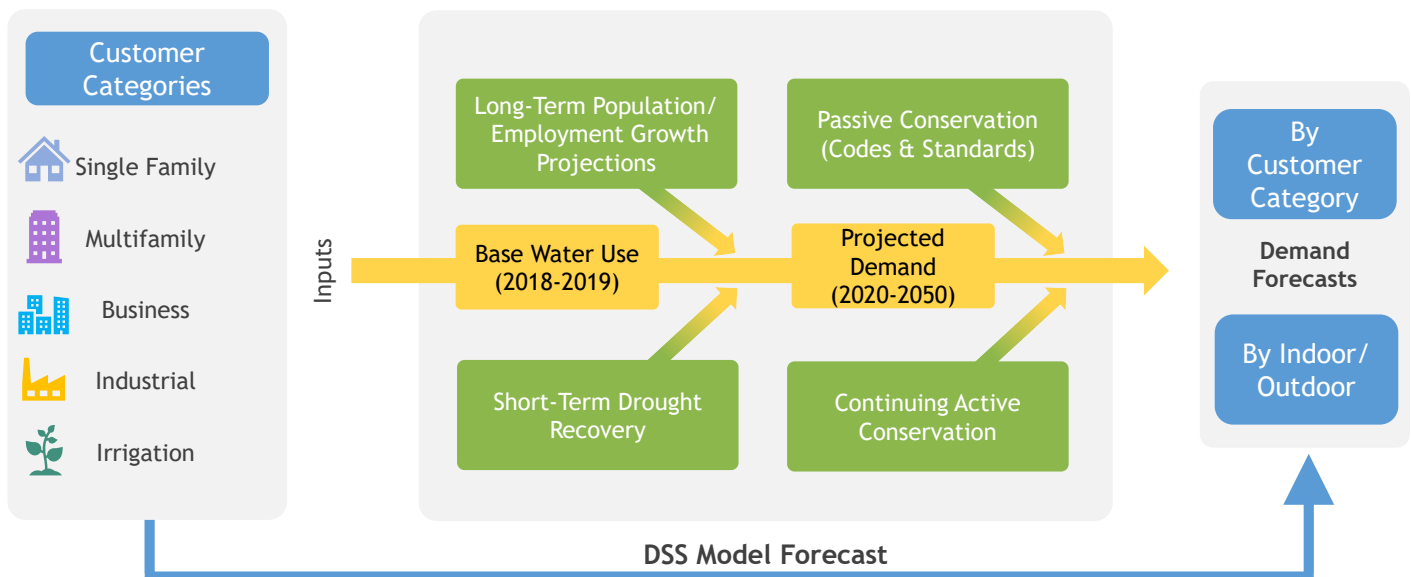 Customer
Categories
Single Family
Multifamily
Business
Industrial
Irrigation
Inputs
Long-Term Population/
Employment Growth
Projections
Passive Conservation
(Codes & Standards)
Base Water Use
(2018-2019)
Projected
Demand
(2020-2050)
Short-Term Drought
Recovery
Continuing Active
Conservation
By
Customer
Category
Demand
Forecasts
By Indoor/
Outdoor
DSS Model Forecast